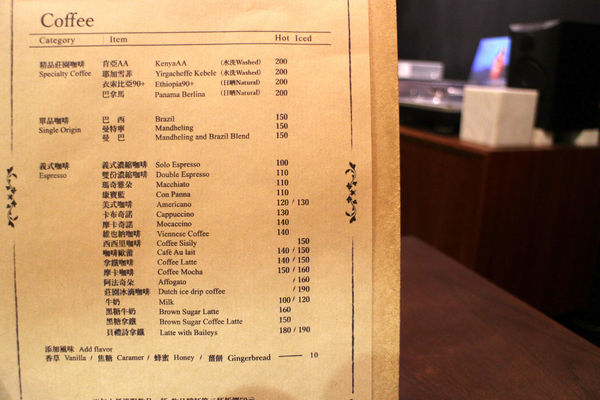 Coffee
Category Item Hot Iced
精品莊園咖啡 肯亞AA KenyaAA (水洗Washed) 200
Specialty Coffee 耶加雪菲 Yirgacheffe Kebele (水洗Washed) 200
衣索比亞90+ Ethiopia90+ (日曬Natural) 200
巴拿馬 Panama Berlina (日曬Natural) 200
單品咖啡 巴 西 Brazil 150
Single Origin 曼特寧 Mandheling 150
曼 巴 Mandheling and Brazil Blend 150
義式咖啡 義式濃縮咖啡 Solo Espresso 100
Espresso 雙份濃縮咖啡 Double Espresso 110
瑪奇雅朵 Macchiato 110
康寶藍 Con Panna 110
美式咖啡 Americano 120 / 130
卡布奇諾 Cappuccino 130
摩卡奇諾 Mocaccino 140
維也納咖啡 Viennese Coffee 140
西西里咖啡 Coffee Sisily 150
咖啡歐蕾 Café Au lait 140 / 150
拿鐵咖啡 Coffee Latte 140 / 150
摩卡咖啡 Coffee Mocha 150 / 160
阿法奇朵 Affogato / 160
莊園冰滴咖啡 Dutch ice drip coffee / 190
牛奶 Milk 100 / 120
黑糖牛奶 Brown Sugar Latte 160
黑糖拿鐵 Brown Sugar Coffee Latte 150
貝禮詩拿鐵 Latte with Baileys 180 / 190
添加風味 Add flavor
香草 Vanilla / 焦糖 Caramer / 蜂蜜 Honey / 薑餅 Gingerbread 10